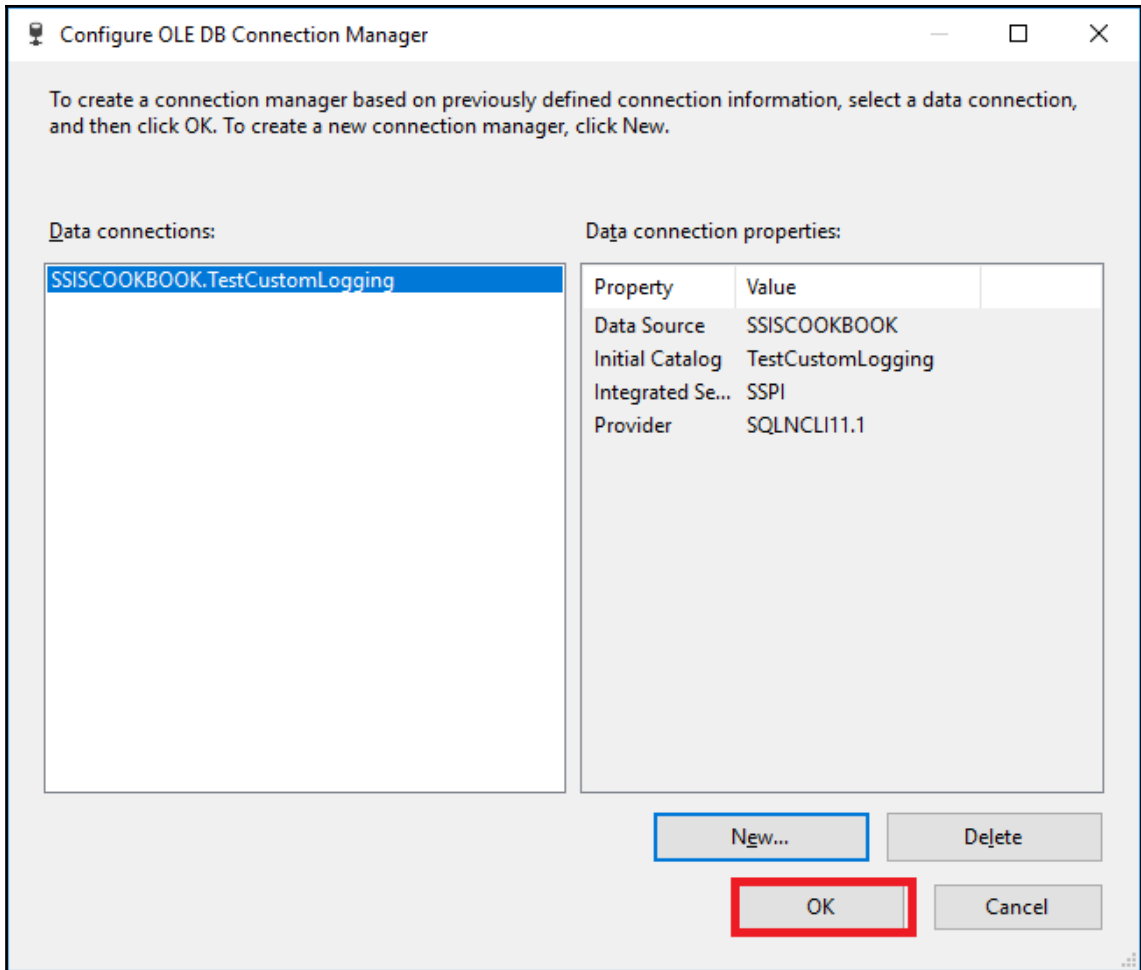 Configure OLE DB Connection Manager
To create a connection manager based on previously defined connection information, select a data connection,
and then click OK. To create a new connection manager, click New.
Data connections:
SSISCOOKBOOK.TestCustomLogging
Data connection properties:
Property Value
Data Source SSISCOOKBOOK
Initial Catalog TestCustomLogging
Integrated Se... SSPI
Provider SQLNCLI11.1
New... Delete
OK Cancel